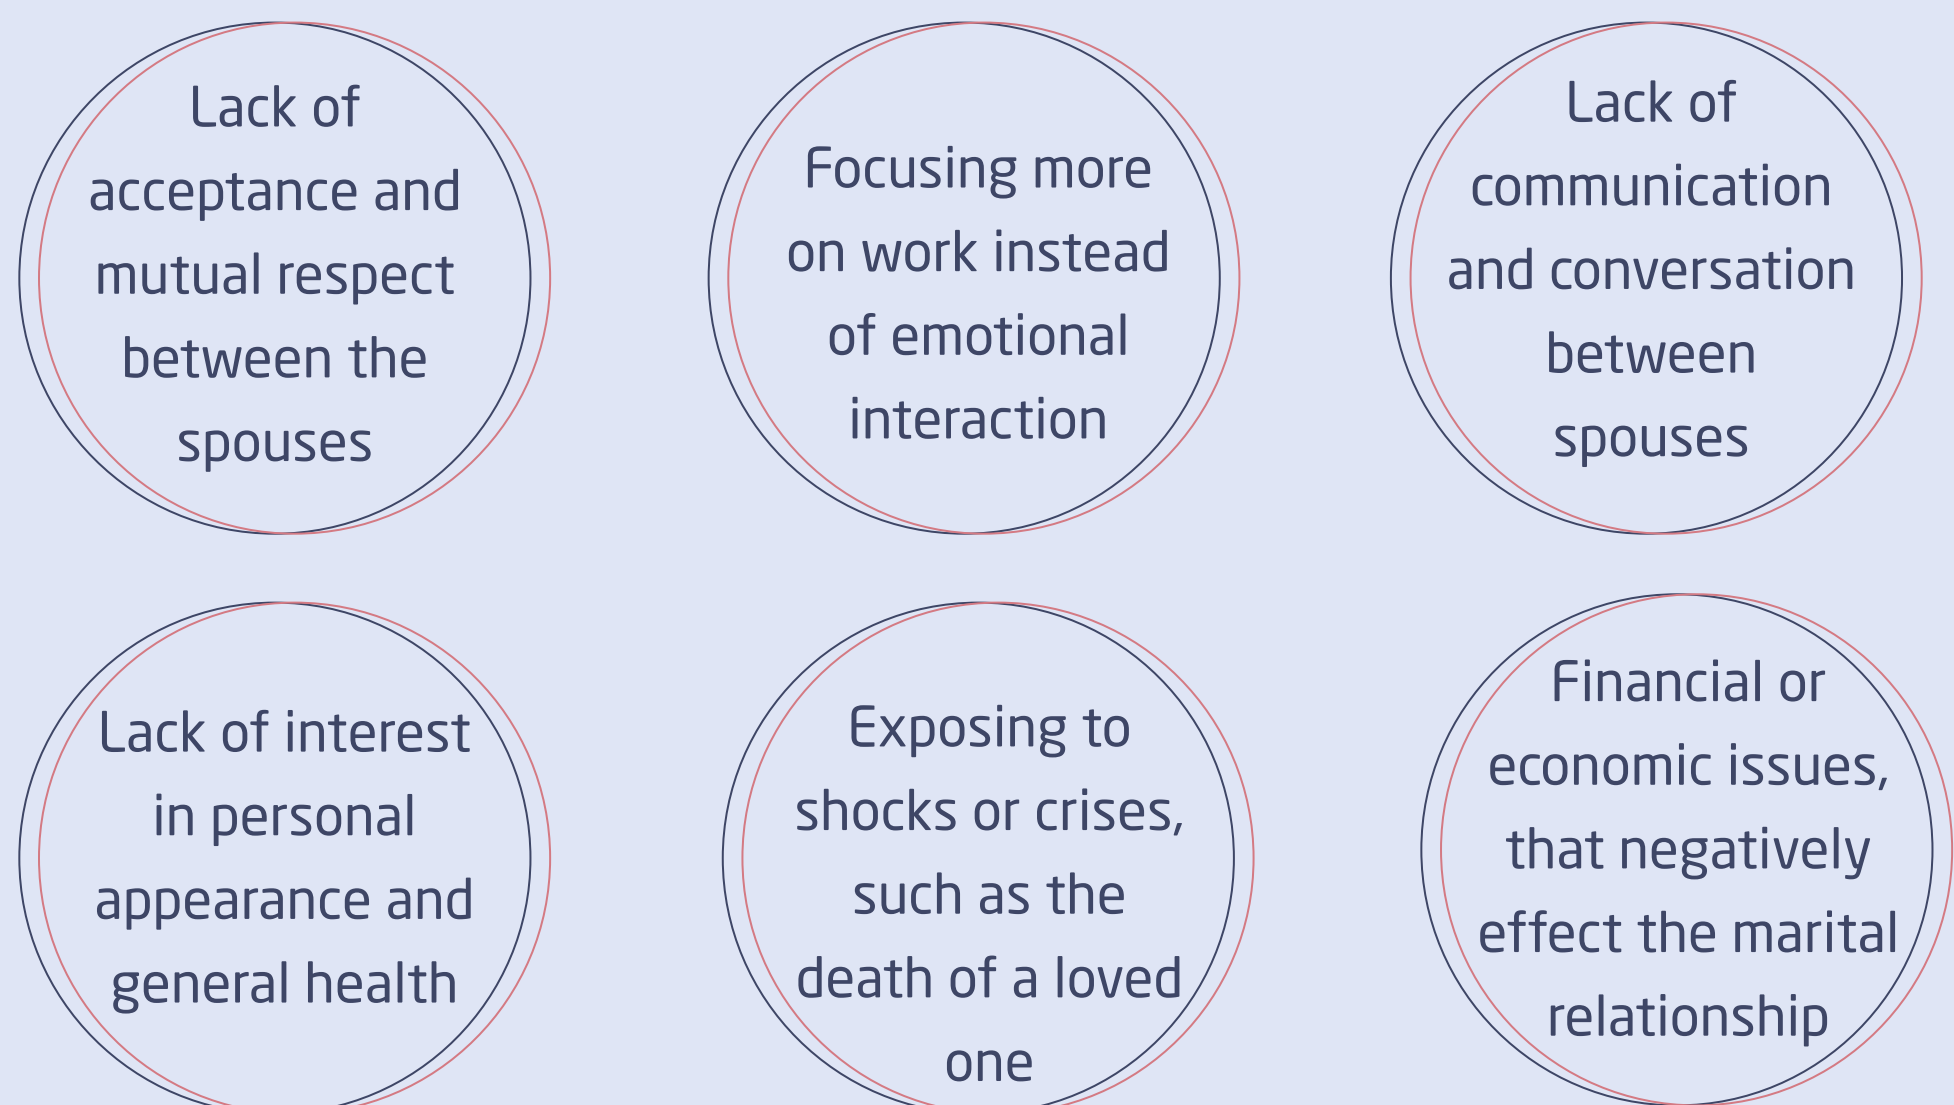 Lack of
acceptance and
mutual respect
between the
spouses
Focusing more
on work instead
of emotional
interaction
Lack of
communication
and conversation
between
spouses
Lack of interest
in personal
appearance and
general health
Exposing to
shocks or crises,
such as the
death of a loved
one
Financial or
economic issues,
that negatively
effect the marital
relationship